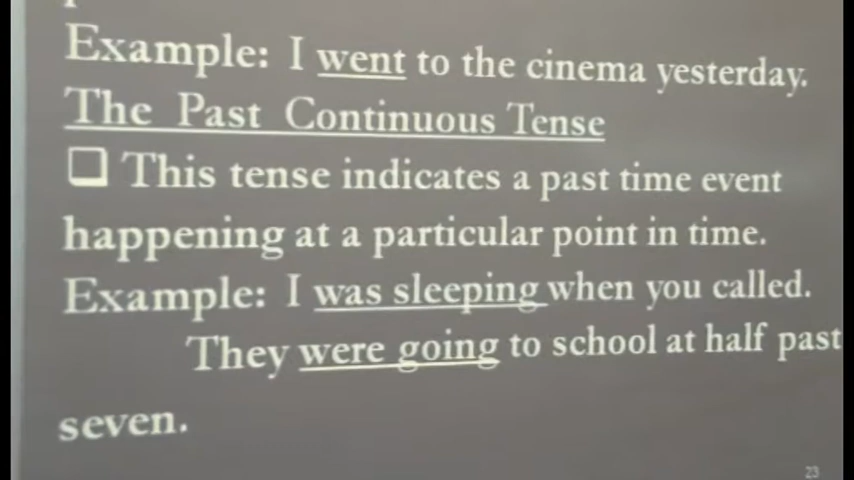 Example: I went to the cinema yesterday.
The Past Continuous Tense
❑ This tense indicates a past time event
happening at a particular point in time.
Example: I was sleeping when you called.
They were going to school at half past
seven.
23